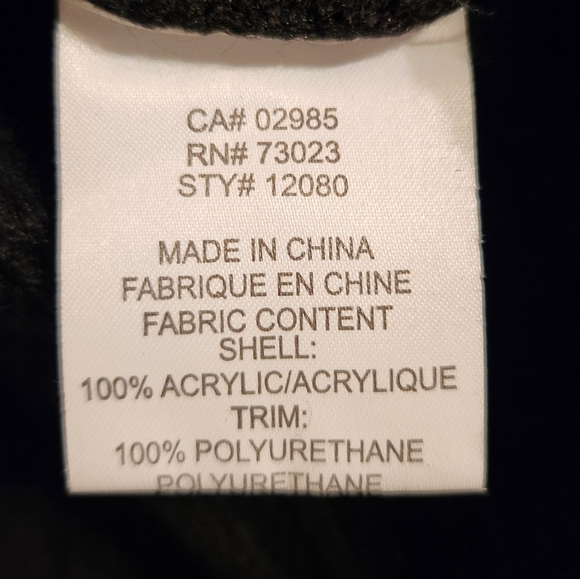 CA# 02985
RN# 73023
STY# 12080
MADE IN CHINA
FABRIQUE EN CHINE
FABRIC CONTENT
SHELL:
100% ACRYLIC/ACRYLIQUE
TRIM:
100% POLYURETHANE
POLYURETHANE